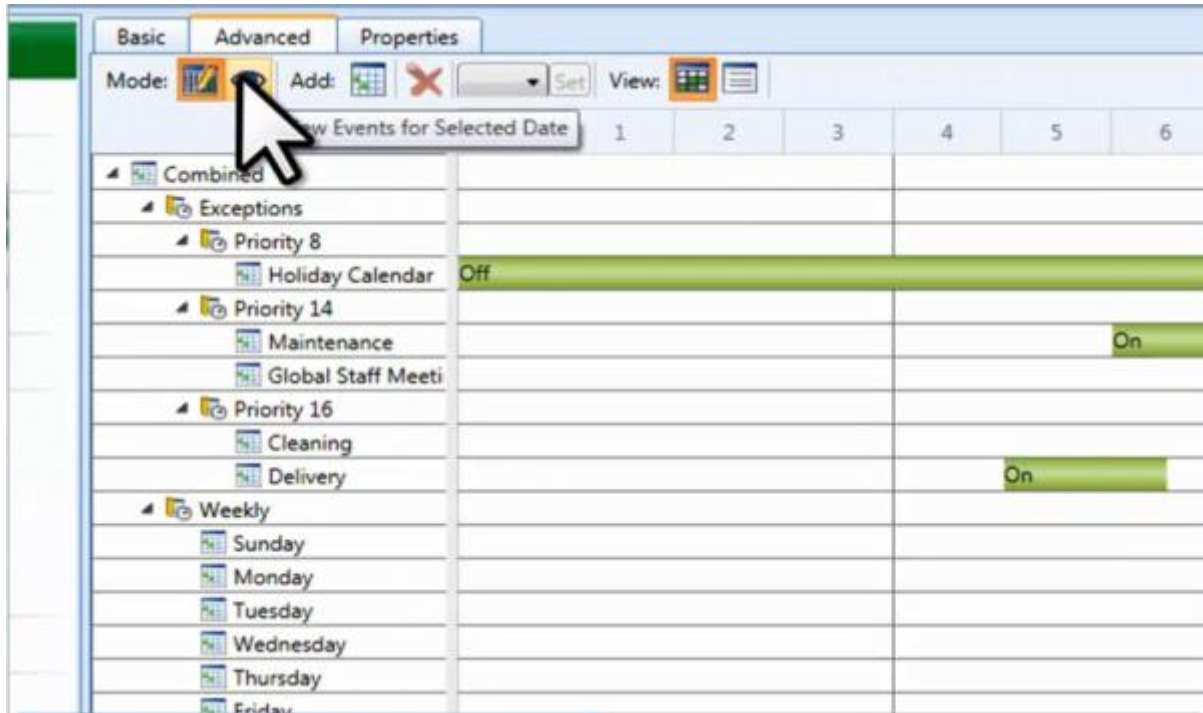 Basic Advanced Properties
Mode: Add: Set View:
Events for Selected Date 1 2 3 4 5 6
Combined
Exceptions
Priority 8
Holiday Calendar Off
Priority 14
Maintenance On
Global Staff Meeti
Priority 16
Cleaning
Delivery On
Weekly
Sunday
Monday
Tuesday
Wednesday
Thursday
Friday